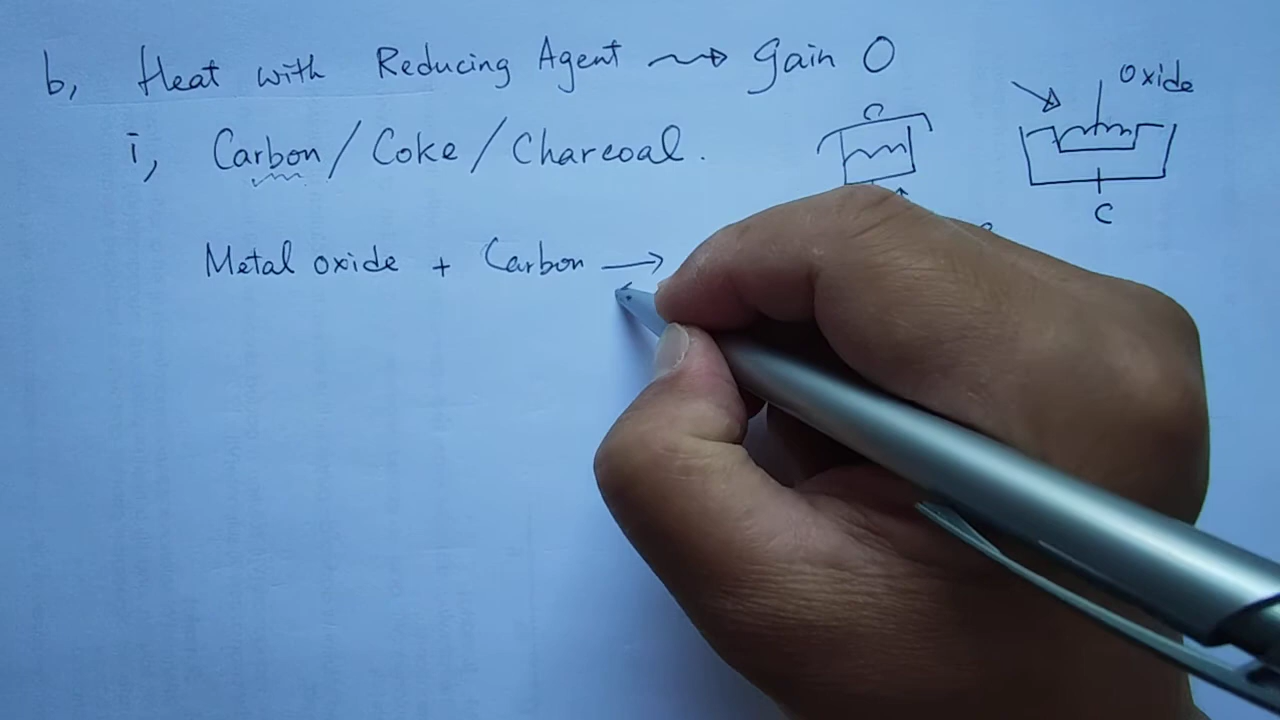 b, Heat with Reducing Agent ⇝ gain O
i, Carbon / Coke / Charcoal.
Oxide
C
Metal oxide + Carbon →